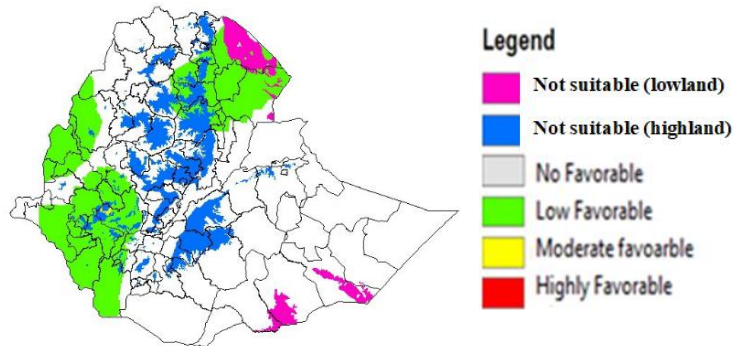 Legend
Not suitable (lowland)
Not suitable (highland)
No Favorable
Low Favorable
Moderate favoarble
Highly Favorable